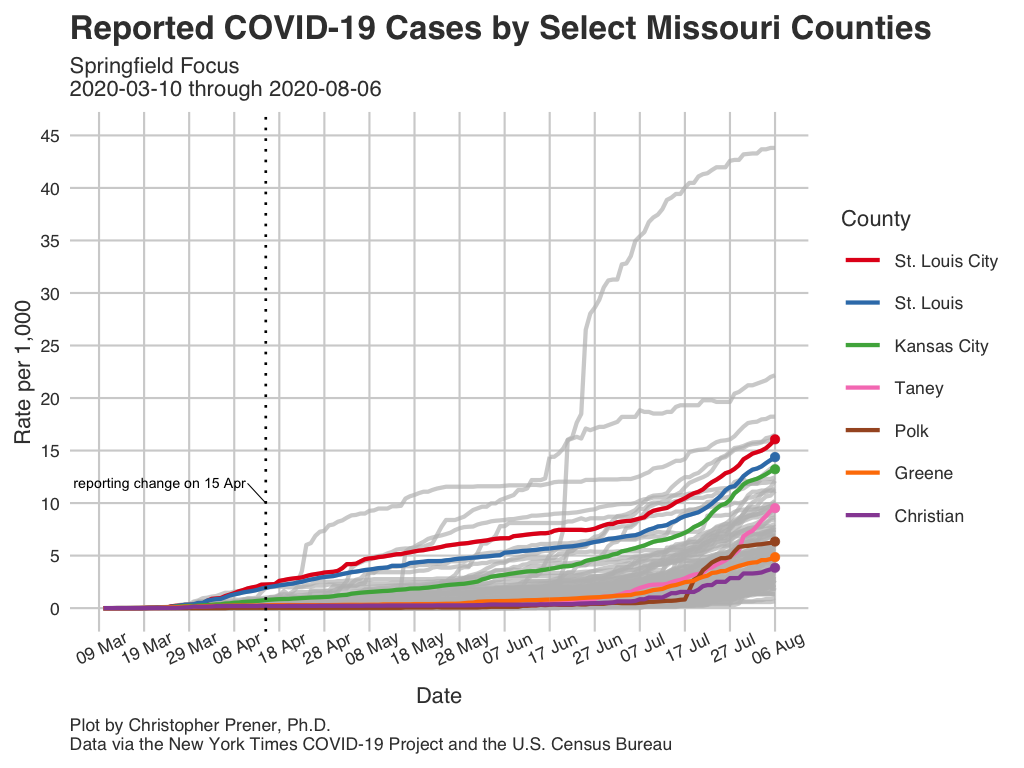 Reported COVID-19 Cases by Select Missouri Counties
Springfield Focus
2020-03-10 through 2020-08-06
Rate per 1,000
45
40
35
30
25
20
15
10
5
0
reporting change on 15 Apr
09 Mar
19 Mar
29 Mar
08 Apr
18 Apr
28 Apr
08 May
18 May
28 May
07 Jun
17 Jun
27 Jun
07 Jul
17 Jul
27 Jul
06 Aug
Date
County
St. Louis City
St. Louis
Kansas City
Taney
Polk
Greene
Christian
Plot by Christopher Prener, Ph.D.
Data via the New York Times COVID-19 Project and the U.S. Census Bureau